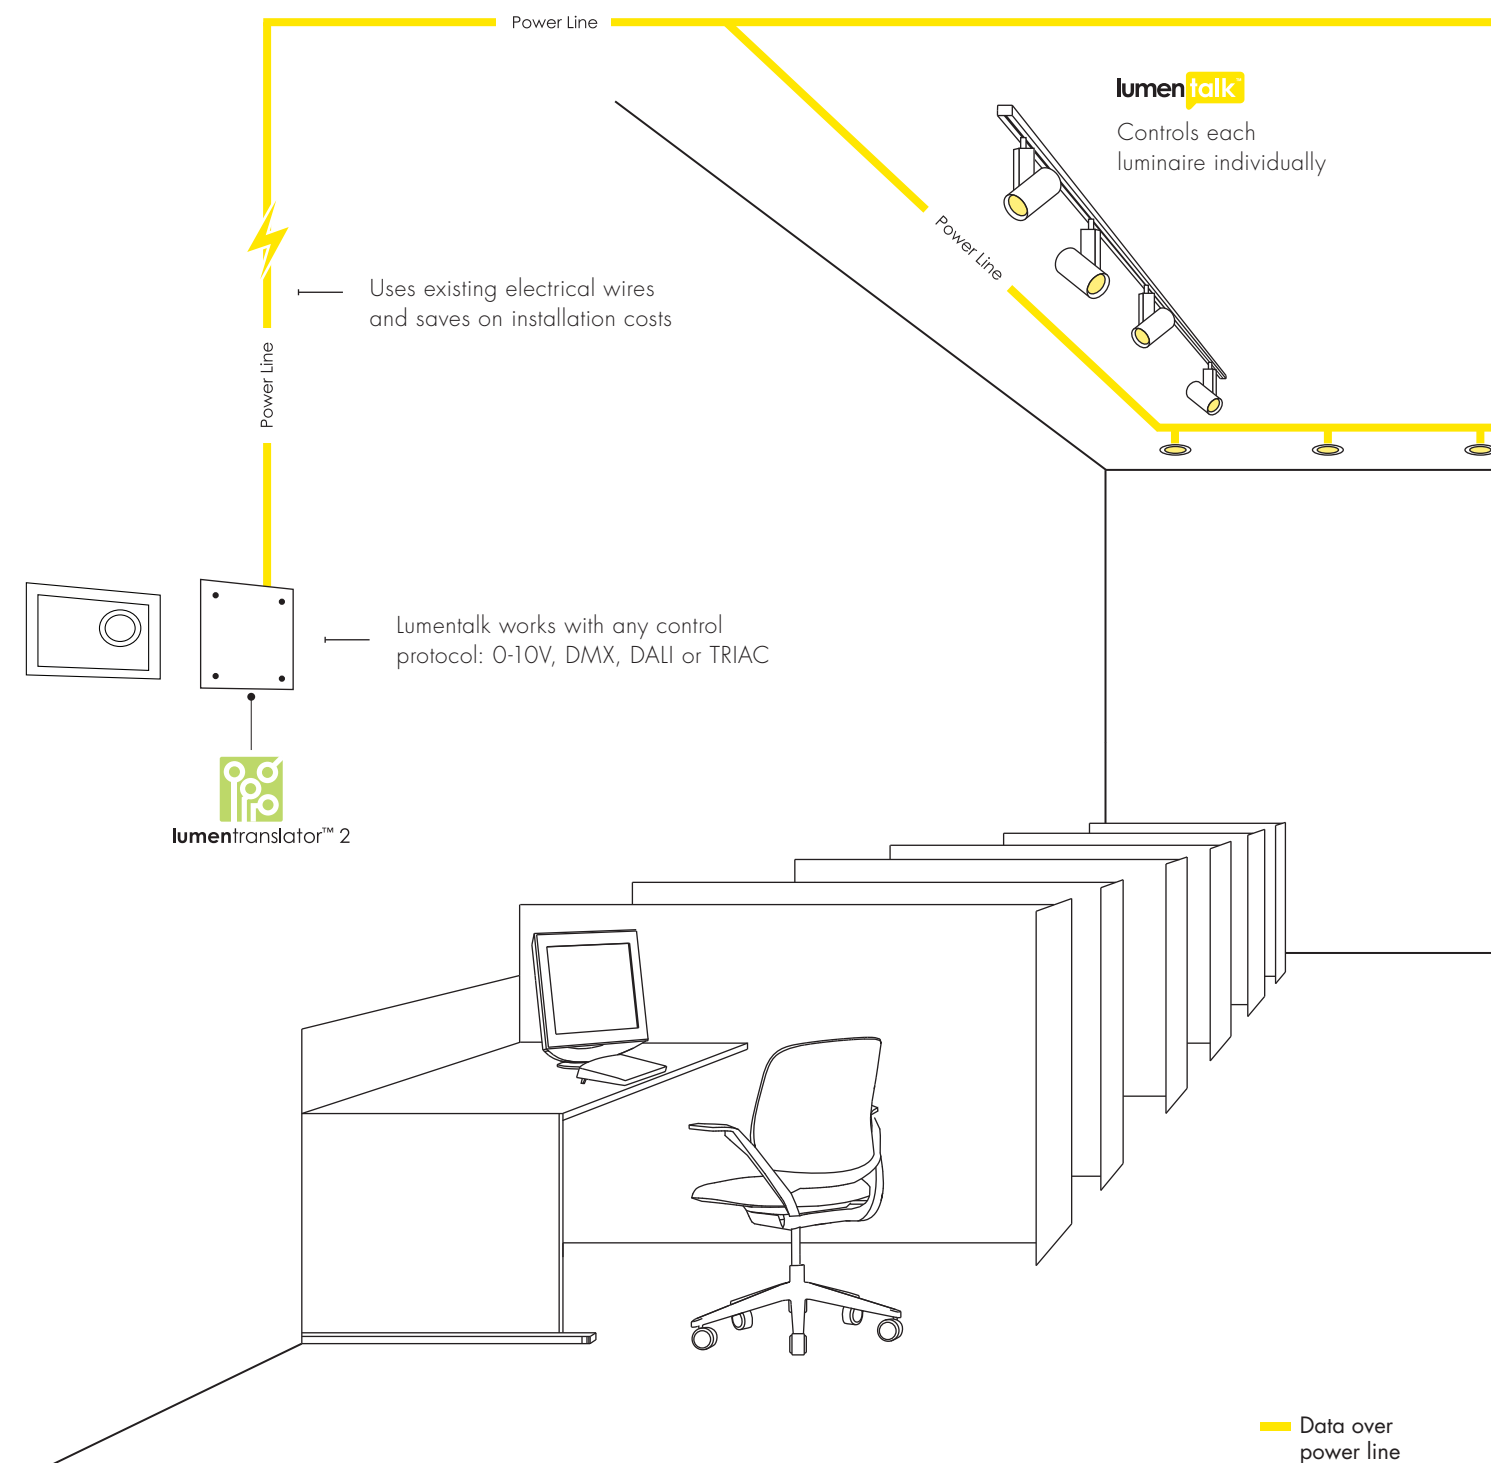 Power Line
lumentalk™
Controls each
luminaire individually
Power Line
Uses existing electrical wires
and saves on installation costs
Power Line
Lumentalk works with any control
protocol: 0-10V, DMX, DALI or TRIAC
lumentranslator™ 2
Data over
power line